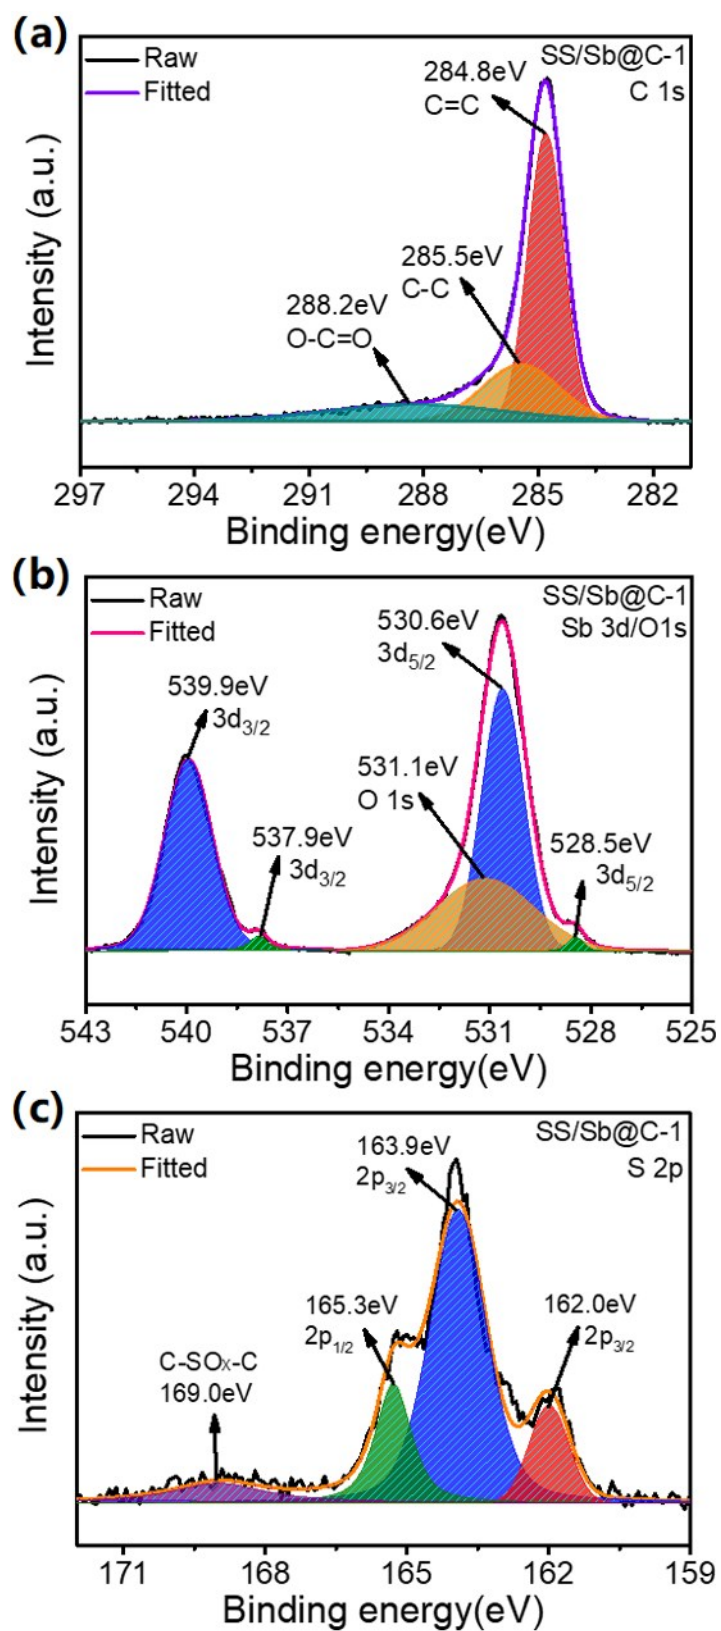 (a)
Raw
Fitted
SS/Sb@C-1
C 1s
284.8eV
C=C
285.5eV
C-C
288.2eV
O-C=O
Intensity (a.u.)
297 294 291 288 285 282
Binding energy(eV)
(b)
Raw
Fitted
SS/Sb@C-1
Sb 3d/O1s
530.6eV
3d5/2
539.9eV
3d3/2
531.1eV
O 1s
537.9eV
3d3/2
528.5eV
3d5/2
Intensity (a.u.)
543 540 537 534 531 528 525
Binding energy(eV)
(c)
Raw
Fitted
SS/Sb@C-1
S 2p
163.9eV
2p3/2
165.3eV
2p1/2
162.0eV
2p3/2
C-SOx-C
169.0eV
Intensity (a.u.)
171 168 165 162 159
Binding energy(eV)